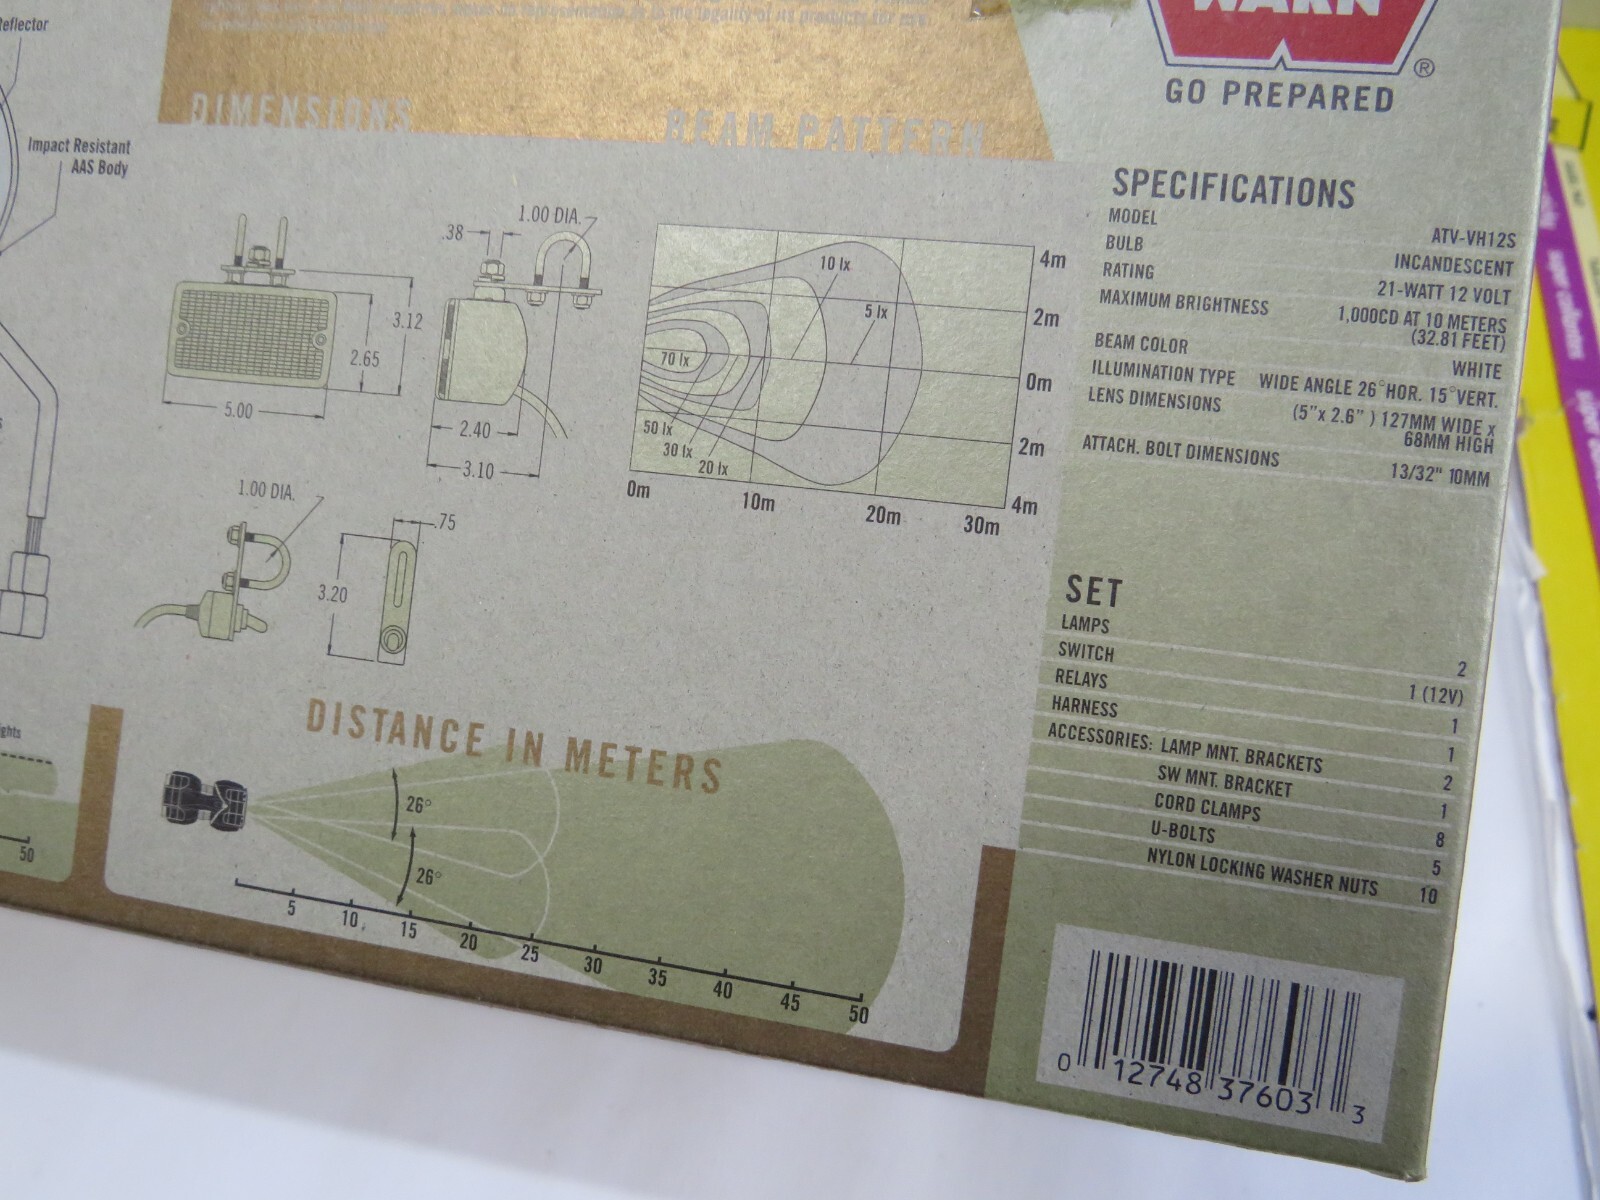 eflector
Impact Resistant
AAS Body
ghts
50
DIMENSIONS
BEAM PATTERN
WARN
®
GO PREPARED
.38
1.00 DIA.
3.12
2.65
5.00
2.40
3.10
1.00 DIA.
.75
3.20
10 lx
5 lx
70 lx
50 lx
30 lx
20 lx
4m
2m
0m
2m
4m
0m
10m
20m
30m
DISTANCE IN METERS
26°
26°
5
10
15
20
25
30
35
40
45
50
SPECIFICATIONS
MODEL ATV-VH12S
BULB INCANDESCENT
RATING 21-WATT 12 VOLT
MAXIMUM BRIGHTNESS 1,000CD AT 10 METERS
(32.81 FEET)
BEAM COLOR WHITE
ILLUMINATION TYPE WIDE ANGLE 26°HOR. 15°VERT.
LENS DIMENSIONS (5"x 2.6" ) 127MM WIDE x
68MM HIGH
ATTACH. BOLT DIMENSIONS 13/32" 10MM
SET
LAMPS 2
SWITCH 1 (12V)
RELAYS 1
HARNESS 1
ACCESSORIES: LAMP MNT. BRACKETS 2
SW MNT. BRACKET 1
CORD CLAMPS 8
U-BOLTS 5
NYLON LOCKING WASHER NUTS 10
0 12748 37603 3